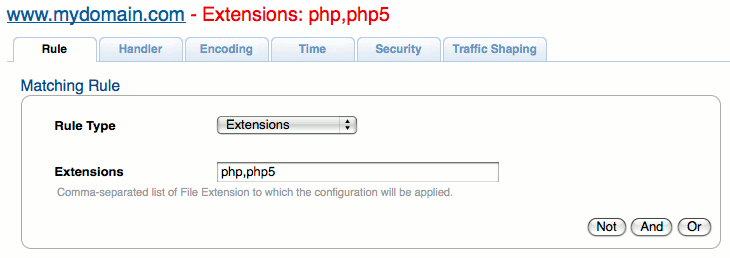 www.mydomain.com - Extensions: php,php5
Rule Handler Encoding Time Security Traffic Shaping
Matching Rule
Rule Type Extensions
Extensions php,php5
Comma-separated list of File Extension to which the configuration will be applied.
Not And Or